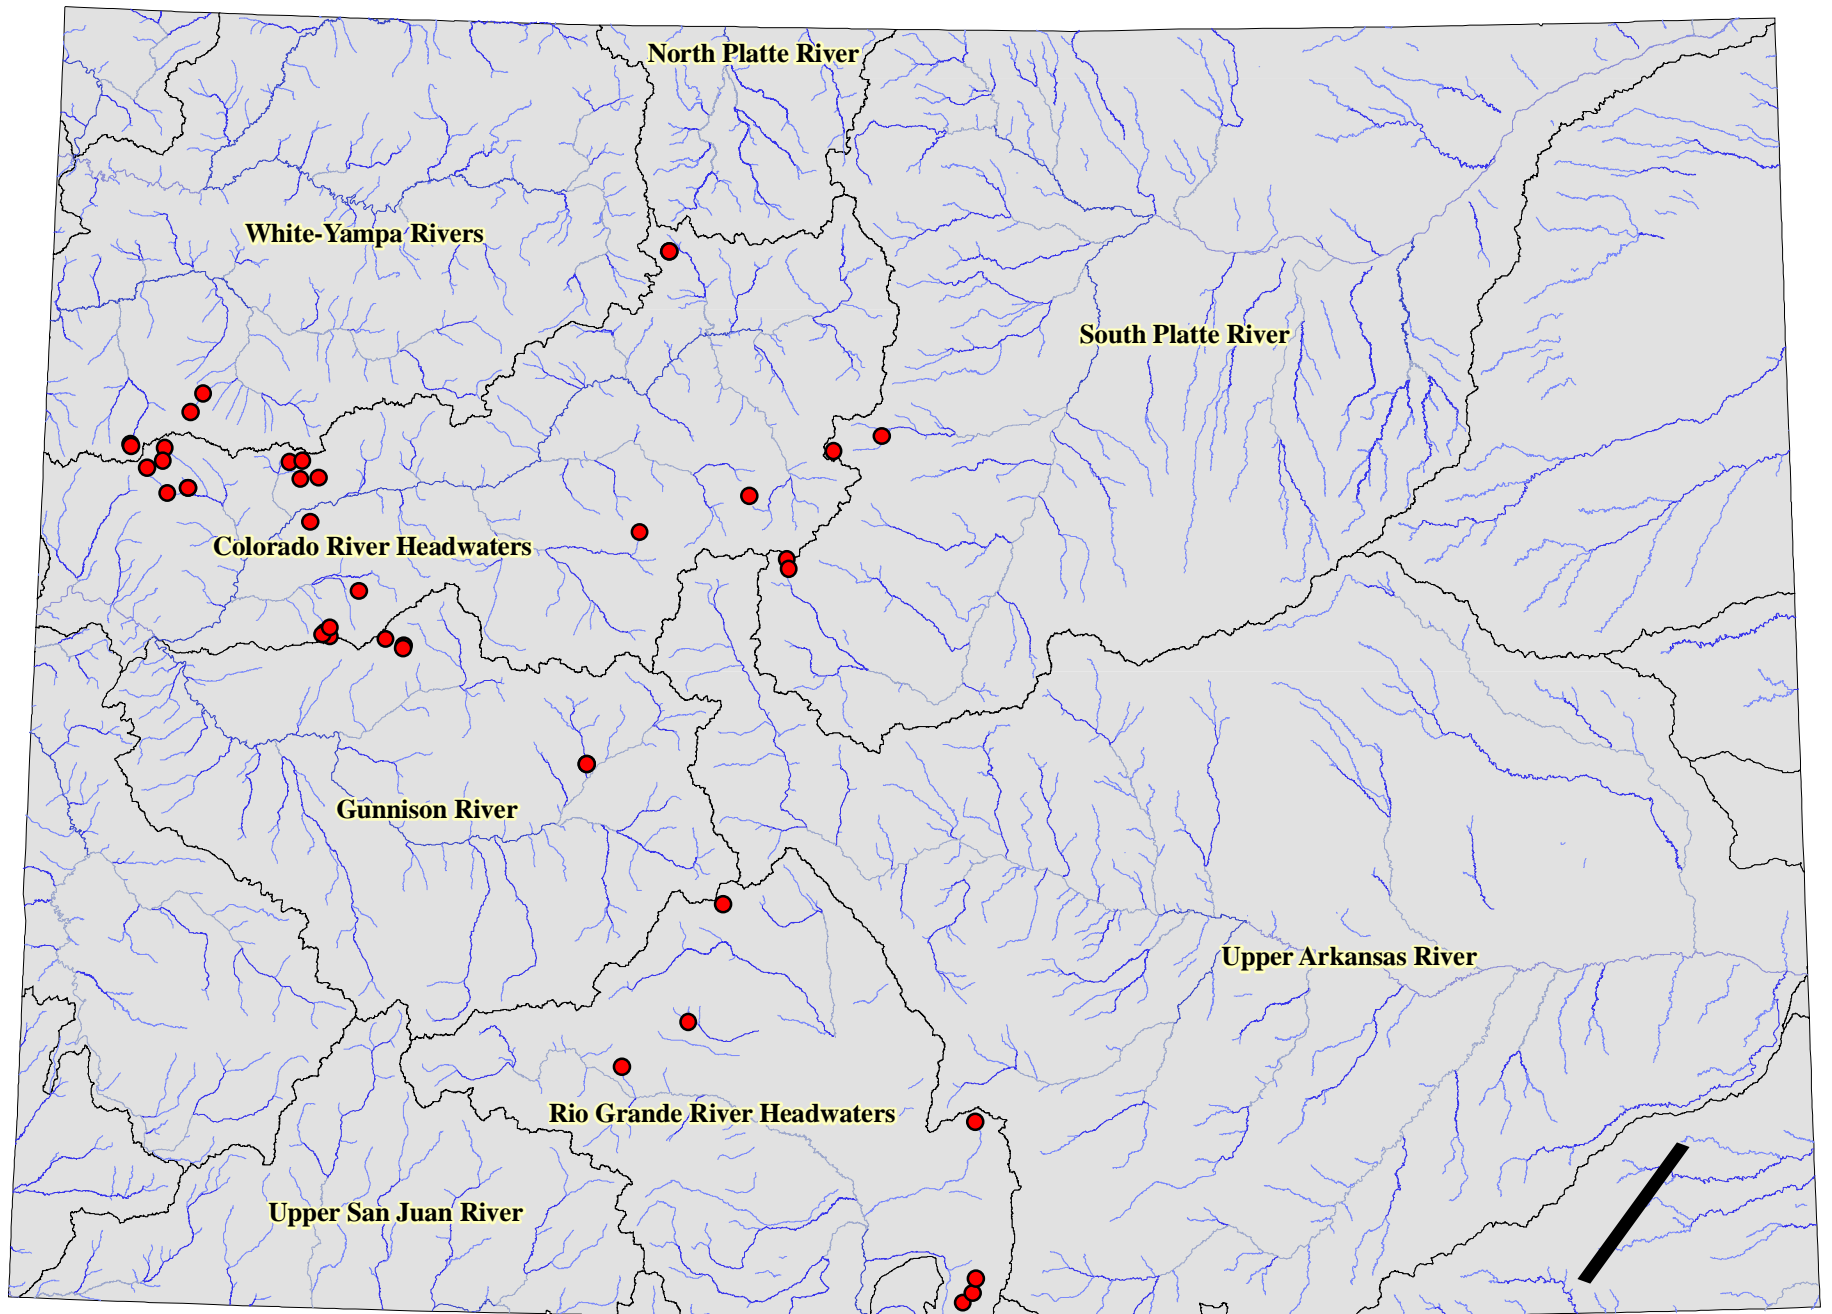 North Platte River
White-Yampa Rivers
South Platte River
Colorado River Headwaters
Gunnison River
Upper Arkansas River
Rio Grande River Headwaters
Upper San Juan River